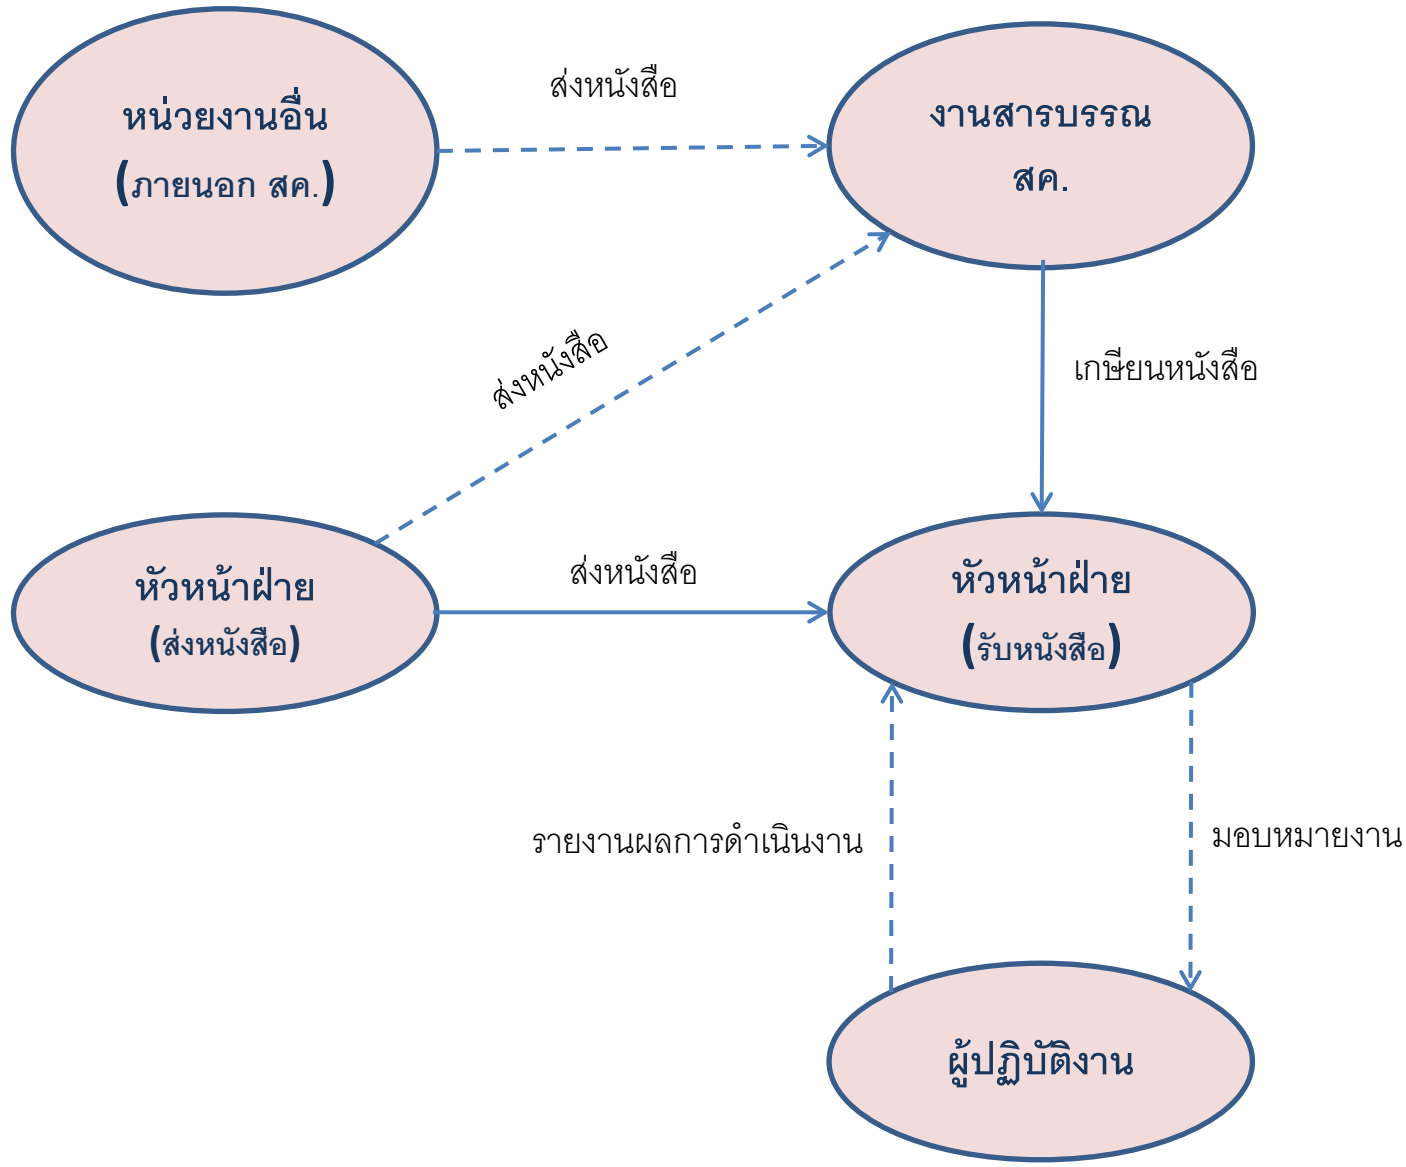 หน่วยงานอื่น
(ภายนอก สค.)
ส่งหนังสือ
งานสารบรรณ
สค.
ส่งหนังสือ
เกษียนหนังสือ
หัวหน้าฝ่าย
(ส่งหนังสือ)
ส่งหนังสือ
หัวหน้าฝ่าย
(รับหนังสือ)
รายงานผลการดำเนินงาน
มอบหมายงาน
ผู้ปฏิบัติงาน